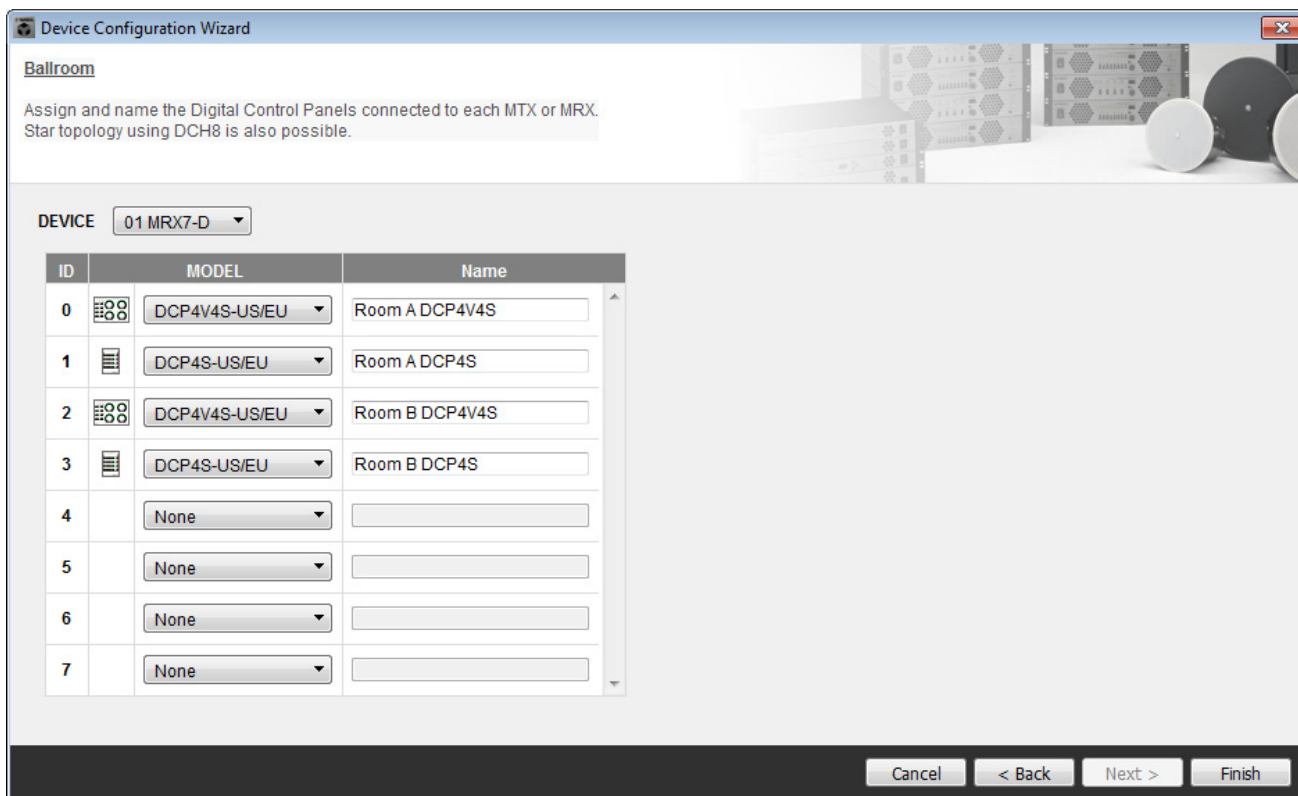 Device Configuration Wizard
Ballroom
Assign and name the Digital Control Panels connected to each MTX or MRX.
Star topology using DCH8 is also possible.
DEVICE 01 MRX7-D
ID MODEL Name
0 DCP4V4S-US/EU Room A DCP4V4S
1 DCP4S-US/EU Room A DCP4S
2 DCP4V4S-US/EU Room B DCP4V4S
3 DCP4S-US/EU Room B DCP4S
4 None
5 None
6 None
7 None
Cancel < Back Next > Finish